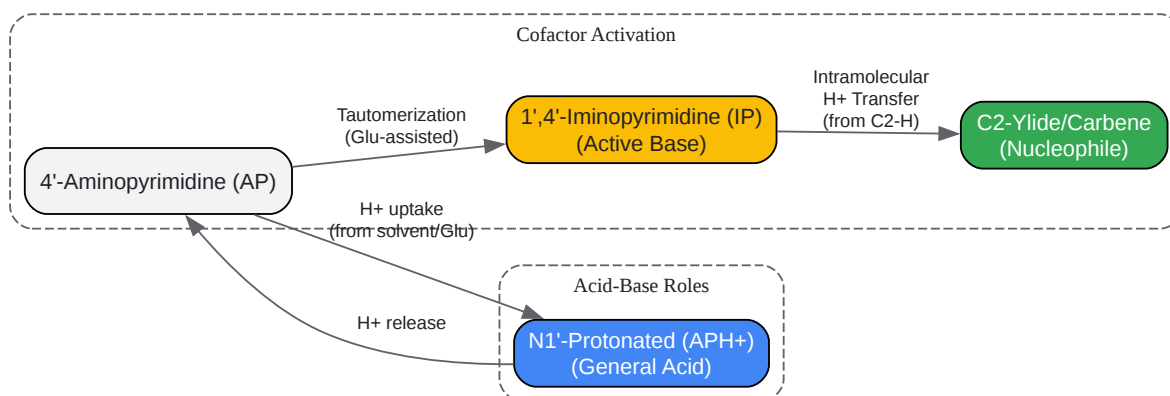 Cofactor Activation
Tautomerization
(Glu-assisted)
1',4'-Iminopyrimidine (IP)
(Active Base)
Intramolecular
H+ Transfer
(from C2-H)
C2-Ylide/Carbene
(Nucleophile)
4'-Aminopyrimidine (AP)
H+ uptake
(from solvent/Glu)
Acid-Base Roles
H+ release
N1'-Protonated (APH+)
(General Acid)